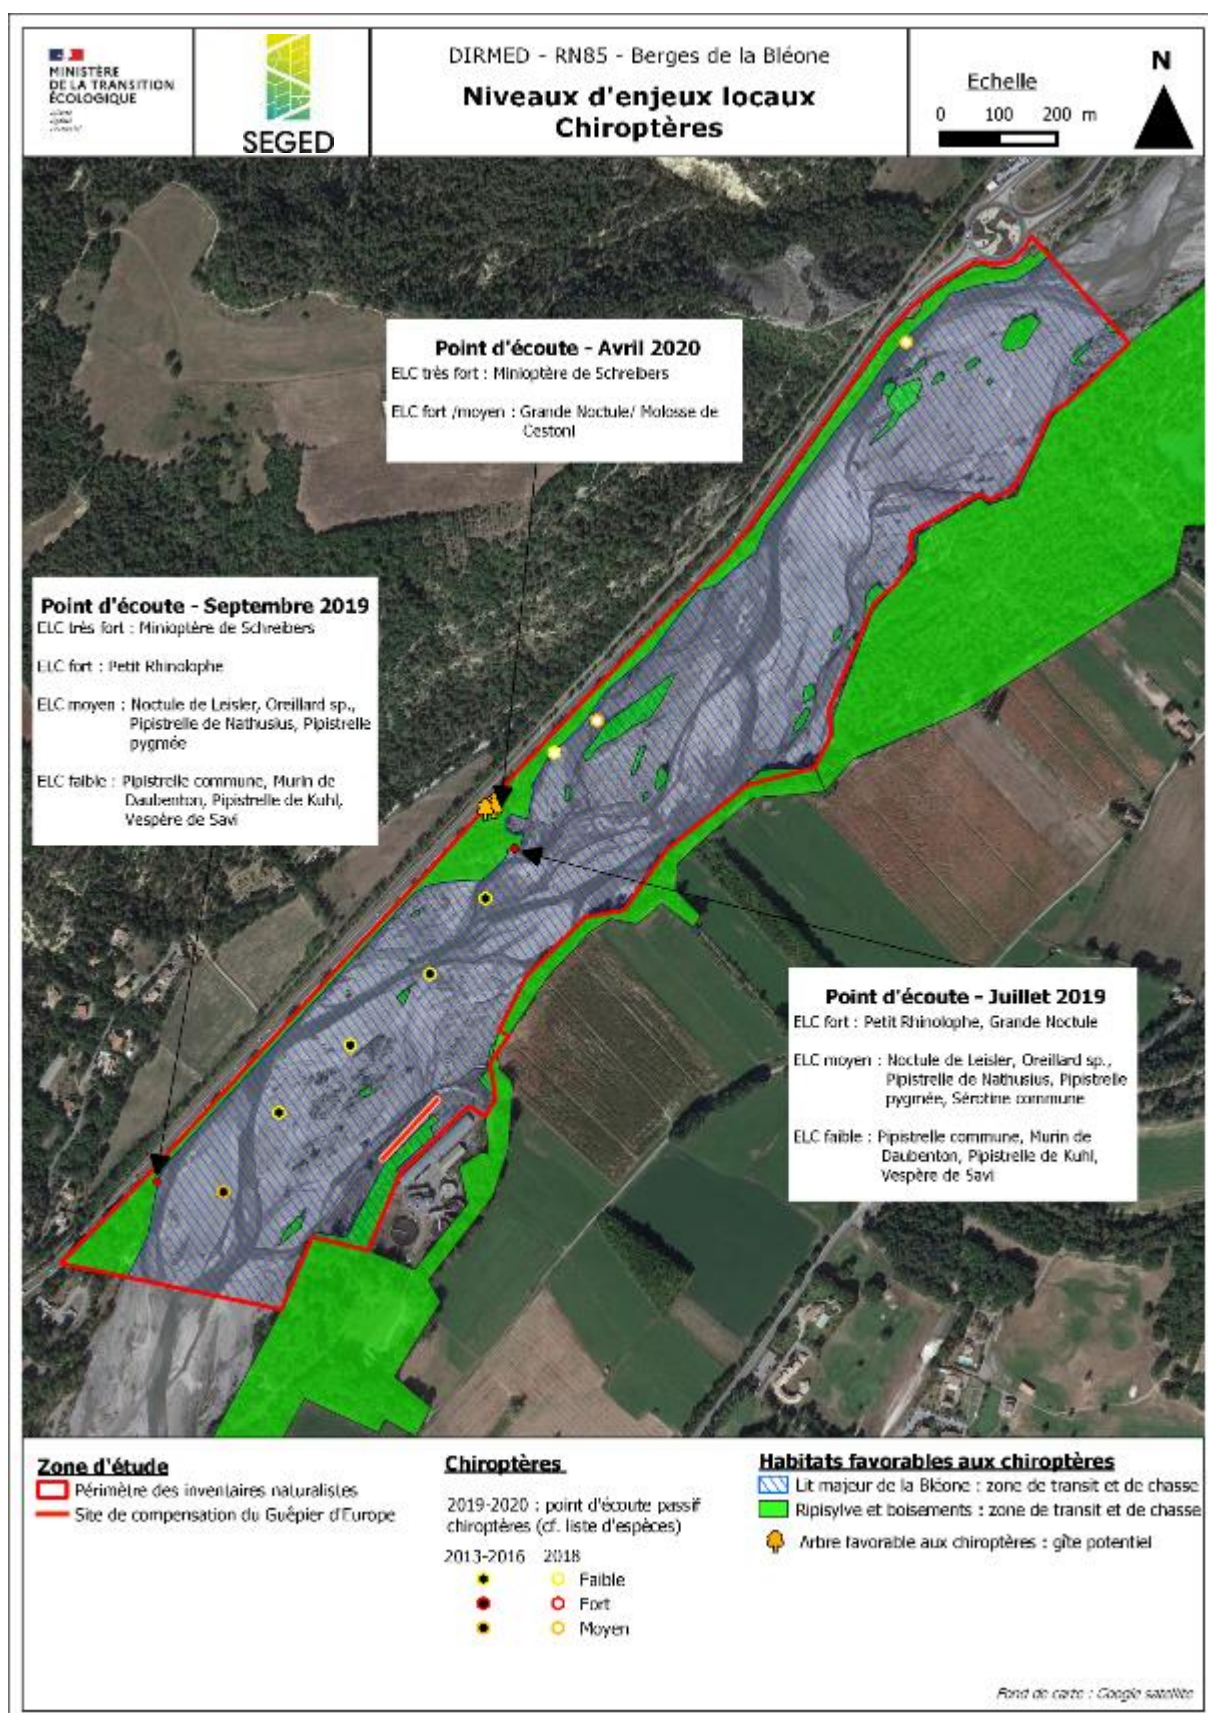 MINISTÈRE
DE LA TRANSITION
ÉCOLOGIQUE
SEGED
DIRMED - RN85 - Berges de la Bléone
Niveaux d'enjeux locaux
Chiroptères
Echelle
0 100 200 m
N
Point d'écoute - Avril 2020
ELC très fort : Minioptère de Schreibers
ELC fort /moyen : Grande Noctule/ Molosse de
Cestoni
Point d'écoute - Septembre 2019
ELC très fort : Minioptère de Schreibers
ELC fort : Petit Rhinolophe
ELC moyen : Noctule de Leisler, Oreillard sp.,
Pipistrelle de Nathusius, Pipistrelle
pygmée
ELC faible : Pipistrelle commune, Murin de
Daubenton, Pipistrelle de Kuhl,
Vespère de Savi
Point d'écoute - Juillet 2019
ELC fort : Petit Rhinolophe, Grande Noctule
ELC moyen : Noctule de Leisler, Oreillard sp.,
Pipistrelle de Nathusius, Pipistrelle
pygmée, Sérotine commune
ELC faible : Pipistrelle commune, Murin de
Daubenton, Pipistrelle de Kuhl,
Vespère de Savi
Zone d'étude
Périmètre des inventaires naturalistes
Site de compensation du Guêpier d'Europe
Chiroptères
2019-2020 : point d'écoute passif
chiroptères (cf. liste d'espèces)
2013-2016 2018
Faible
Fort
Moyen
Habitats favorables aux chiroptères
Lit majeur de la Bléone : zone de transit et de chasse
Ripisylve et boisements : zone de transit et de chasse
Arbre favorable aux chiroptères : gîte potentiel
Fond de carte : Google satellite